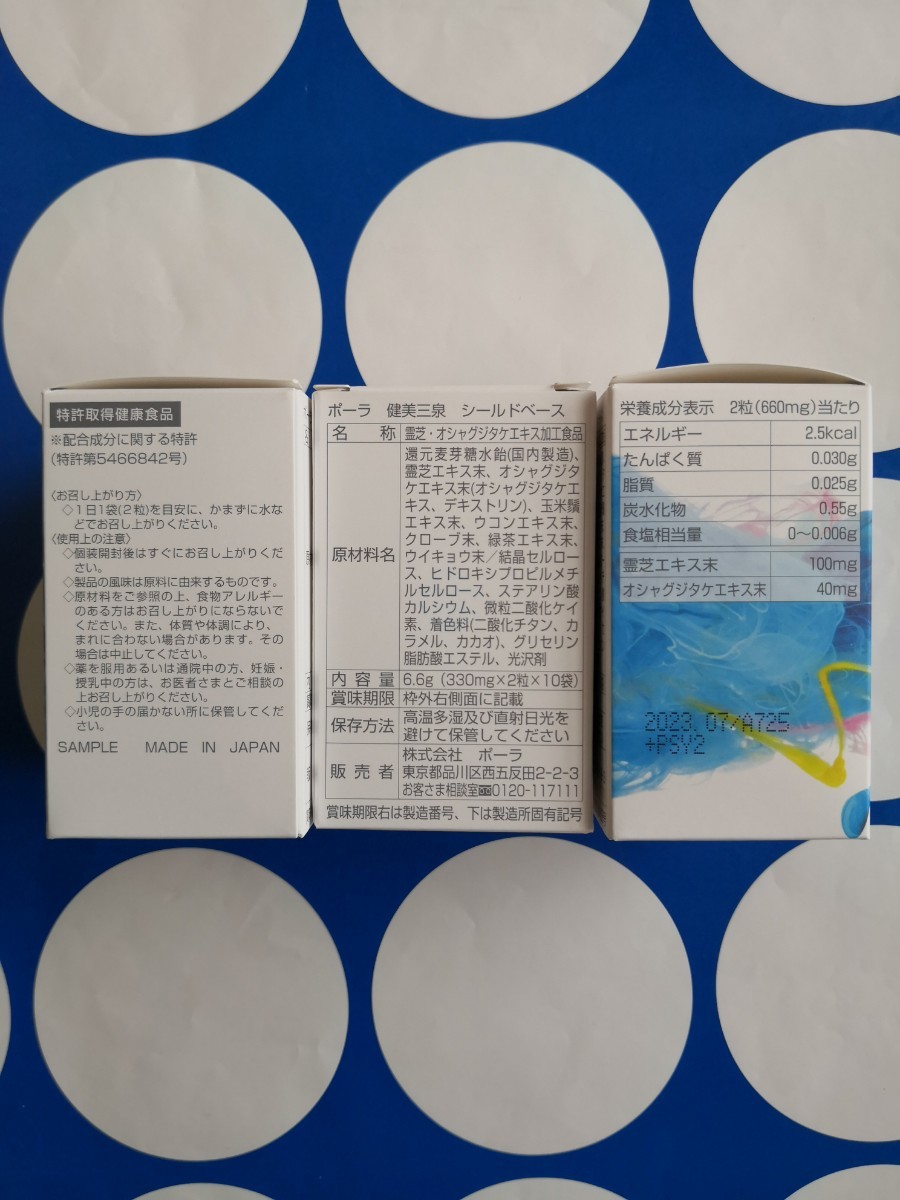 特許取得健康食品
※配合成分に関する特許
(特許第5466842号)
〈お召し上がり方〉
◇1日1袋(2粒)を目安に、かまずに水な
どでお召し上がりください。
〈使用上の注意〉
◇個装開封後はすぐにお召し上がりくだ
さい。
◇製品の風味は原料に由来するものです。
◇原材料をご参照の上、食物アレルギー
のある方はお召し上がりにならないで
ください。また、体質や体調により、
まれに合わない場合があります。その
場合は中止してください。
◇薬を服用あるいは通院中の方、妊娠・
授乳中の方は、お医者さまとご相談の
上お召し上がりください。
◇小児の手の届かない所に保管してくだ
さい。
SAMPLE MADE IN JAPAN
ポーラ 健美三泉 シールドベース
名称 霊芝・オシャグジタケエキス加工食品
原材料名
還元麦芽糖水飴(国内製造)、
霊芝エキス末、オシャグジタ
ケエキス末(オシャグジタケエ
キス、デキストリン)、玉米鬚
エキス末、ウコンエキス末、
クローブ末、緑茶エキス末、
ウイキョウ末/結晶セルロー
ス、ヒドロキシプロピルメチ
ルセルロース、ステアリン酸
カルシウム、微粒二酸化ケイ
素、着色料(二酸化チタン、カ
ラメル、カカオ)、グリセリン
脂肪酸エステル、光沢剤
内容量 6.6g(330mg×2粒×10袋)
賞味期限 枠外右側面に記載
保存方法
高温多湿及び直射日光を
避けて保管してください
販売者
株式会社 ポーラ
東京都品川区西五反田2-2-3
お客さま相談室 0120-117111
賞味期限右は製造番号、下は製造所固有記号
栄養成分表示 2粒(660mg)当たり
エネルギー 2.5kcal
たんぱく質 0.030g
脂質 0.025g
炭水化物 0.55g
食塩相当量 0〜0.006g
霊芝エキス末 100mg
オシャグジタケエキス末 40mg
2023.07/A725
+PSY2